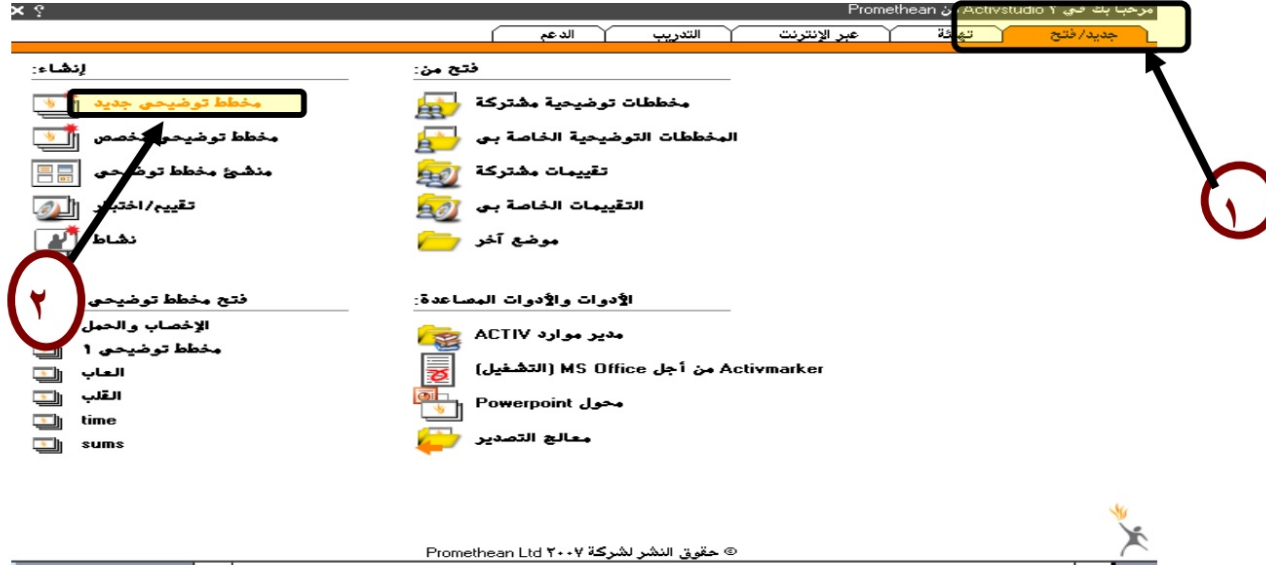 مرحبا بك في Activstudio ٢ من Promethean
جديد/فتح
تهيئة
عبر الإنترنت
التدريب
الدعم
١
فتح من:
مخططات توضيحية مشتركة
المخططات التوضيحية الخاصة بي
تقييمات مشتركة
التقييمات الخاصة بي
موضع آخر
إنشاء:
مخطط توضيحي جديد
مخطط توضيحي مخصص
منشئ مخطط توضيحي
تقييم/اختبار
نشاط
٢
الأدوات والأدوات المساعدة:
مدير موارد ACTIV
Activmarker من أجل MS Office (التشغيل)
محول Powerpoint
معالج التصدير
فتح مخطط توضيحي
الإخصاب والحمل
مخطط توضيحي ١
العاب
القلب
time
sums
© حقوق النشر لشركة Promethean Ltd ٢٠٠٧